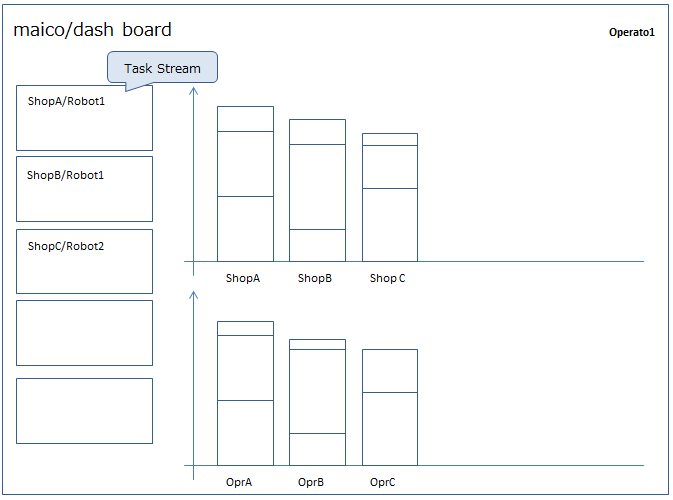 maico/dash board
Operato1
Task Stream
ShopA/Robot1
ShopB/Robot1
ShopC/Robot2
ShopA
ShopB
Shop C
OprA
OprB
OprC